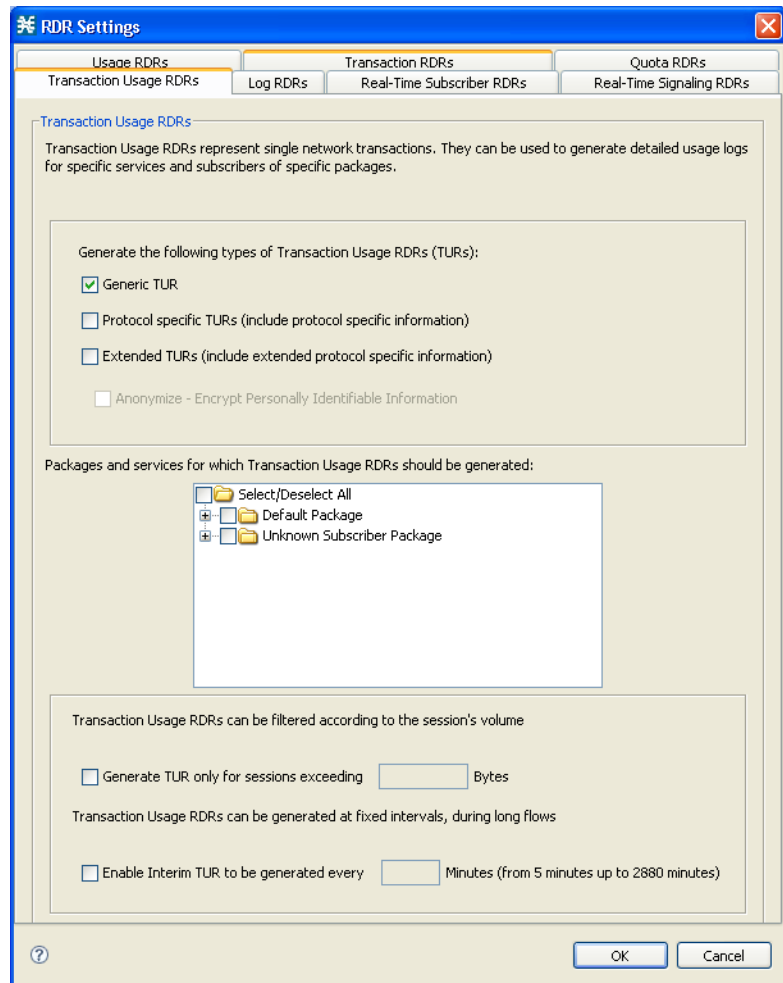 RDR Settings
Usage RDRs Transaction RDRs Quota RDRs
Transaction Usage RDRs Log RDRs Real-Time Subscriber RDRs Real-Time Signaling RDRs
Transaction Usage RDRs
Transaction Usage RDRs represent single network transactions. They can be used to generate detailed usage logs
for specific services and subscribers of specific packages.
Generate the following types of Transaction Usage RDRs (TURs):
Generic TUR
Protocol specific TURs (include protocol specific information)
Extended TURs (include extended protocol specific information)
Anonymize - Encrypt Personally Identifiable Information
Packages and services for which Transaction Usage RDRs should be generated:
Select/Deselect All
Default Package
Unknown Subscriber Package
Transaction Usage RDRs can be filtered according to the session's volume
Generate TUR only for sessions exceeding Bytes
Transaction Usage RDRs can be generated at fixed intervals, during long flows
Enable Interim TUR to be generated every Minutes (from 5 minutes up to 2880 minutes)
? OK Cancel